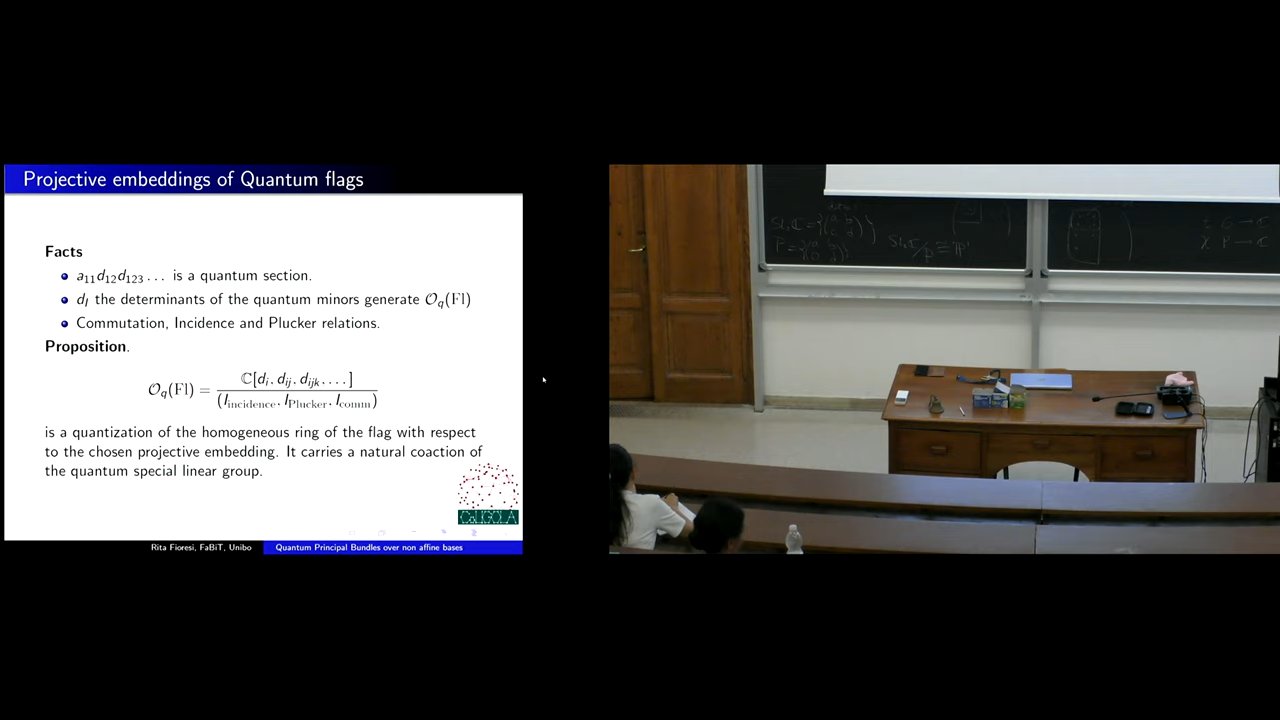 Projective embeddings of Quantum flags
Facts
a₁₁d₁₂d₁₂₃ . . . is a quantum section.
d_I the determinants of the quantum minors generate 𝒪_q(Fl)
Commutation, Incidence and Plucker relations.
Proposition.
𝒪_q(Fl) = ℂ[d_i, d_ij, d_ijk, . . . .] / (I_incidence, I_Plucker, I_comm)
is a quantization of the homogeneous ring of the flag with respect
to the chosen projective embedding. It carries a natural coaction of
the quantum special linear group.
CaLIGOLA
Rita Fioresi, FaBiT, Unibo
Quantum Principal Bundles over non affine bases